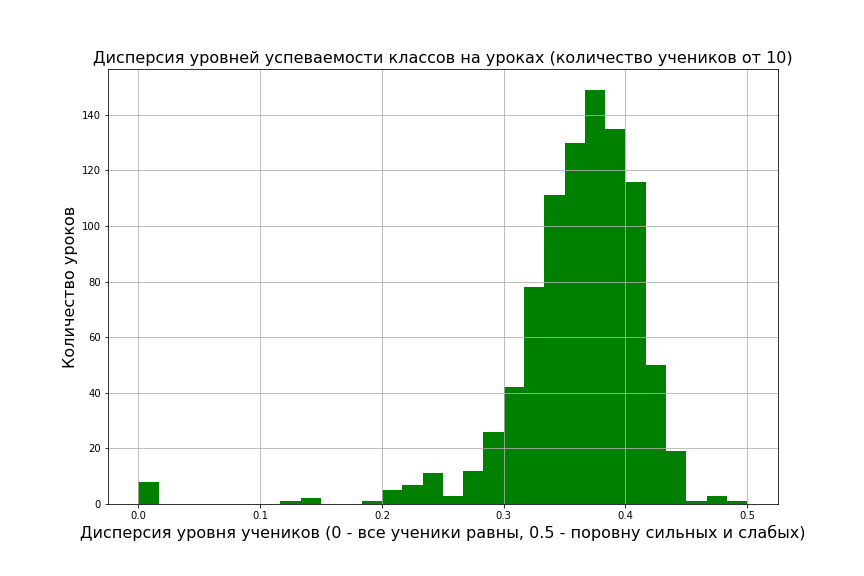 Дисперсия уровней успеваемости классов на уроках (количество учеников от 10)
Количество уроков
140
120
100
80
60
40
20
0
0.0 0.1 0.2 0.3 0.4 0.5
Дисперсия уровня учеников (0 - все ученики равны, 0.5 - поровну сильных и слабых)